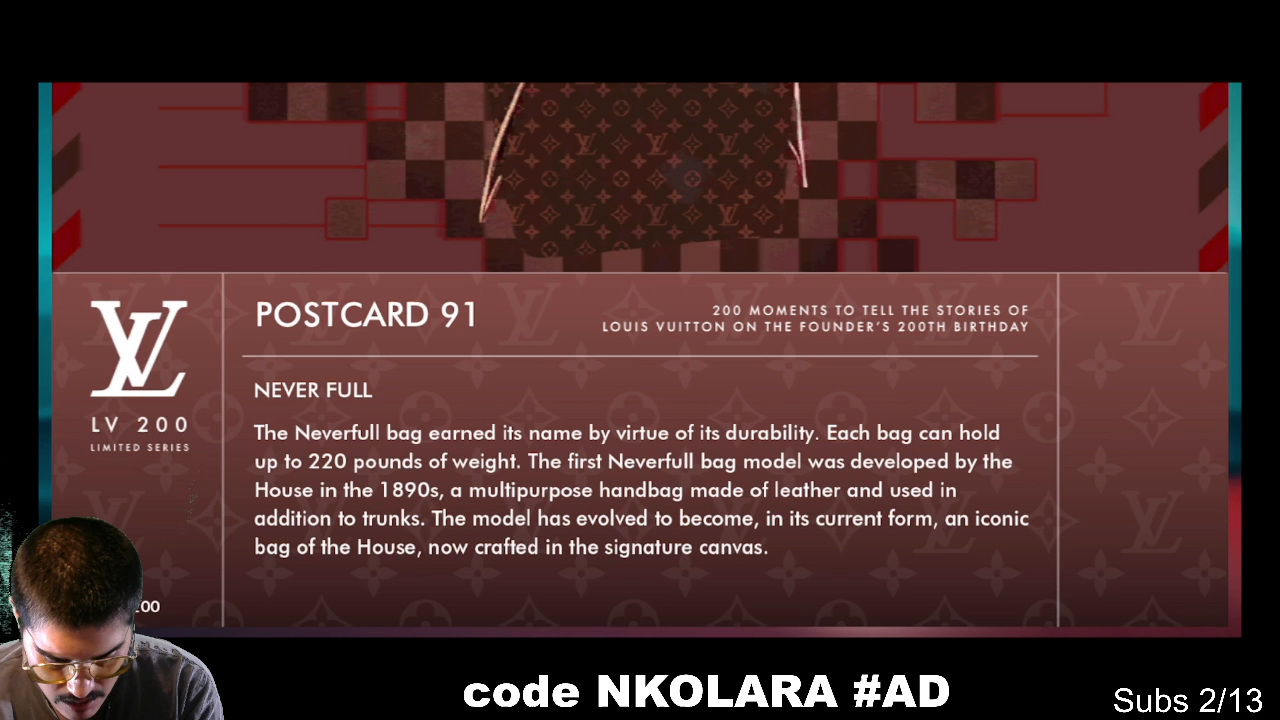 LV
LV 200
LIMITED SERIES
POSTCARD 91
200 MOMENTS TO TELL THE STORIES OF
LOUIS VUITTON ON THE FOUNDER'S 200TH BIRTHDAY
NEVER FULL
The Neverfull bag earned its name by virtue of its durability. Each bag can hold
up to 220 pounds of weight. The first Neverfull bag model was developed by the
House in the 1890s, a multipurpose handbag made of leather and used in
addition to trunks. The model has evolved to become, in its current form, an iconic
bag of the House, now crafted in the signature canvas.
code NKOLARA #AD
Subs 2/13